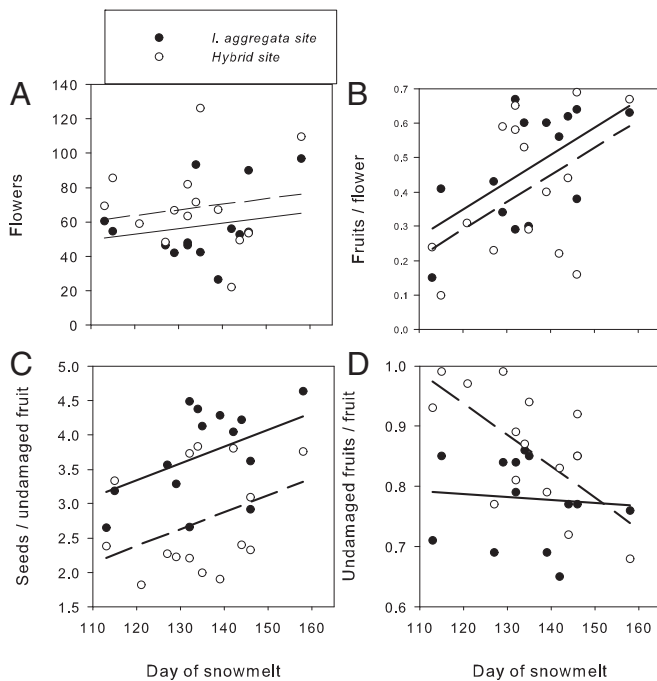 I. aggregata site
Hybrid site
A
B
140
120
100
80
60
40
20
0
Flowers
0.7
0.6
0.5
0.4
0.3
0.2
0.1
0.0
Fruits / flower
C
D
5.0
4.5
4.0
3.5
3.0
2.5
2.0
1.5
Seeds / undamaged fruit
110 120 130 140 150 160
Day of snowmelt
1.0
0.9
0.8
0.7
0.6
Undamaged fruits / fruit
110 120 130 140 150 160
Day of snowmelt